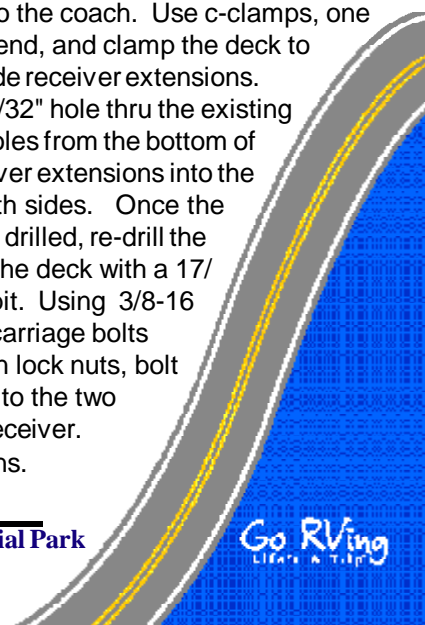 o the coach. Use c-clamps, one
end, and clamp the deck to
de receiver extensions.
/32" hole thru the existing
oles from the bottom of
ver extensions into the
th sides. Once the
drilled, re-drill the
he deck with a 17/
bit. Using 3/8-16
carriage bolts
n lock nuts, bolt
to the two
eceiver.
ns.
ial Park
Go RVing
Life's A Trip